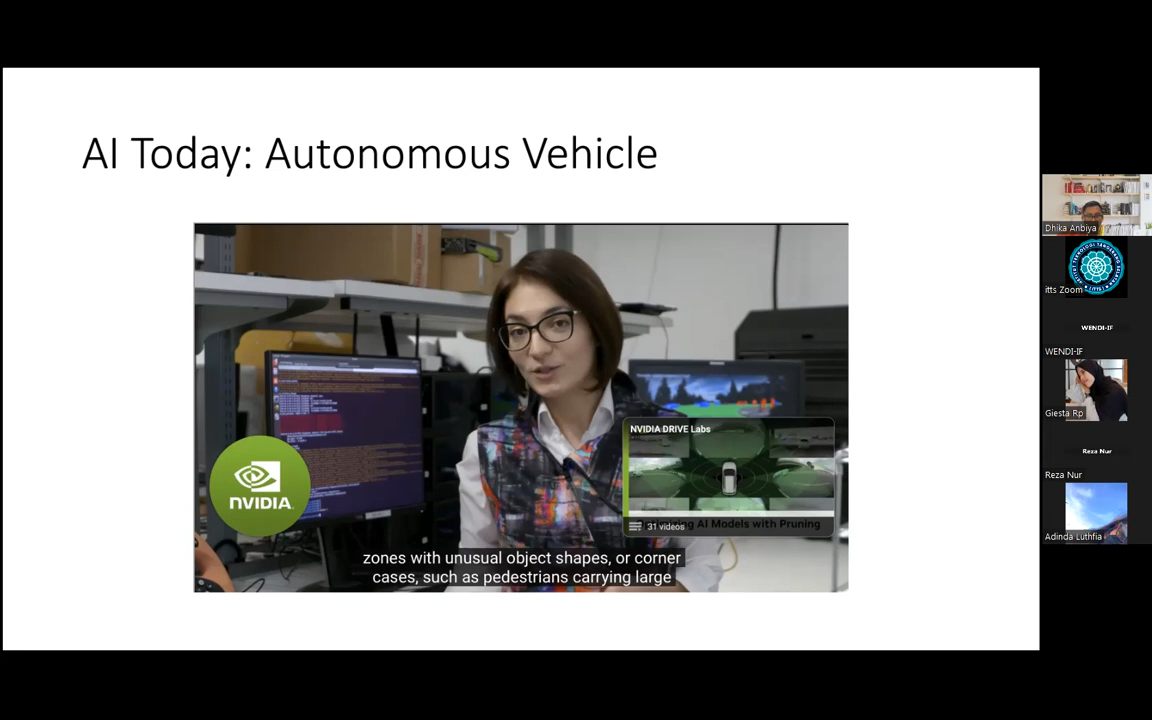 AI Today: Autonomous Vehicle
NVIDIA DRIVE Labs
AI Models with Pruning
31 videos
NVIDIA.
zones with unusual object shapes, or corner
cases, such as pedestrians carrying large
Dhika Anbiya
itts Zoom
WENDI-IF
WENDI-IF
Giesta Rp
Reza Nur
Reza Nur
Adinda Luthfia